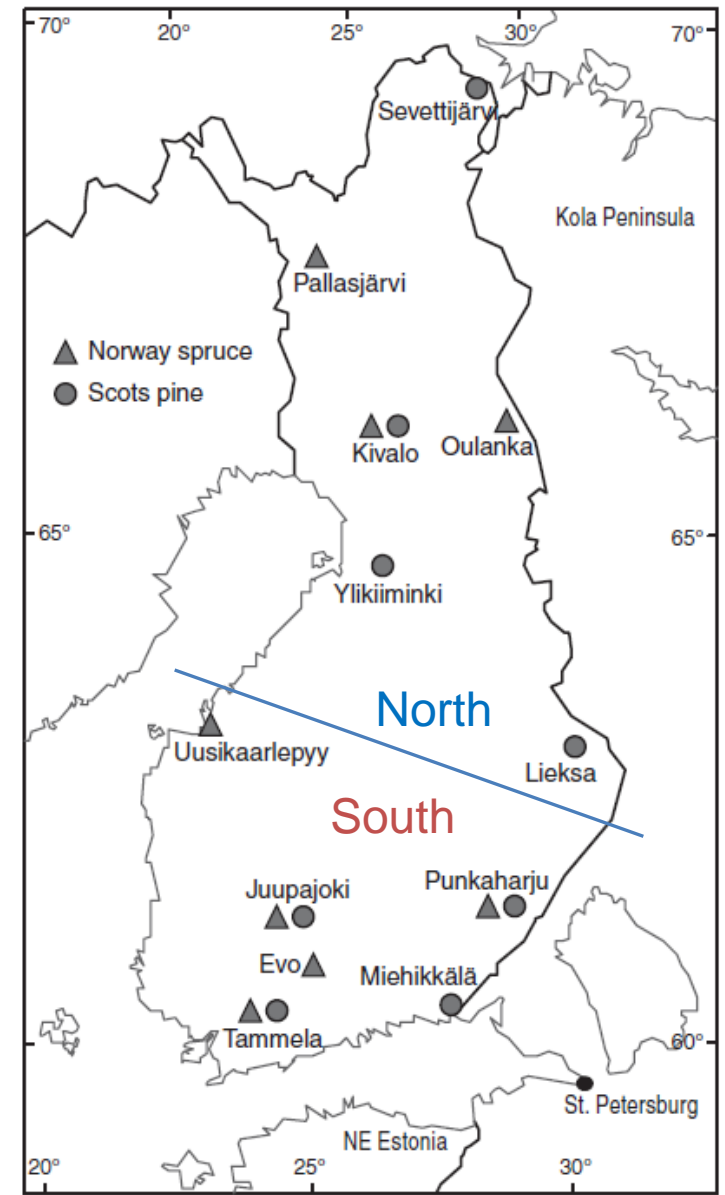 70°
20°
25°
30°
70°
Sevettijärvi
Kola Peninsula
Pallasjärvi
Norway spruce
Scots pine
Kivalo
Oulanka
65°
65°
Ylikiiminki
North
Uusikaarlepyy
Lieksa
South
Punkaharju
Juupajoki
Evo
Miehikkälä
Tammela
60°
St. Petersburg
NE Estonia
20°
25°
30°